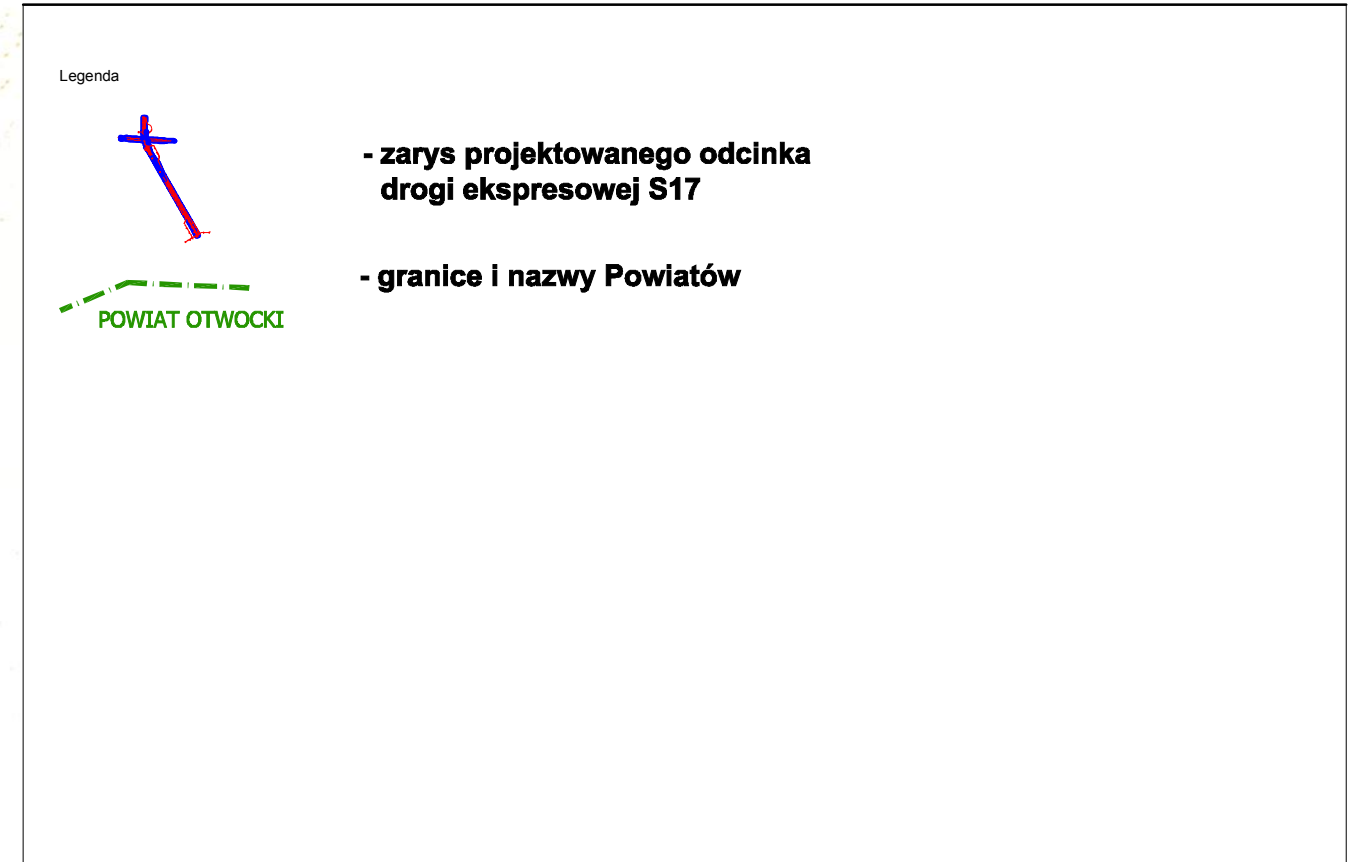 Legenda
- zarys projektowanego odcinka
drogi ekspresowej S17
- granice i nazwy Powiatów
POWIAT OTWOCKI